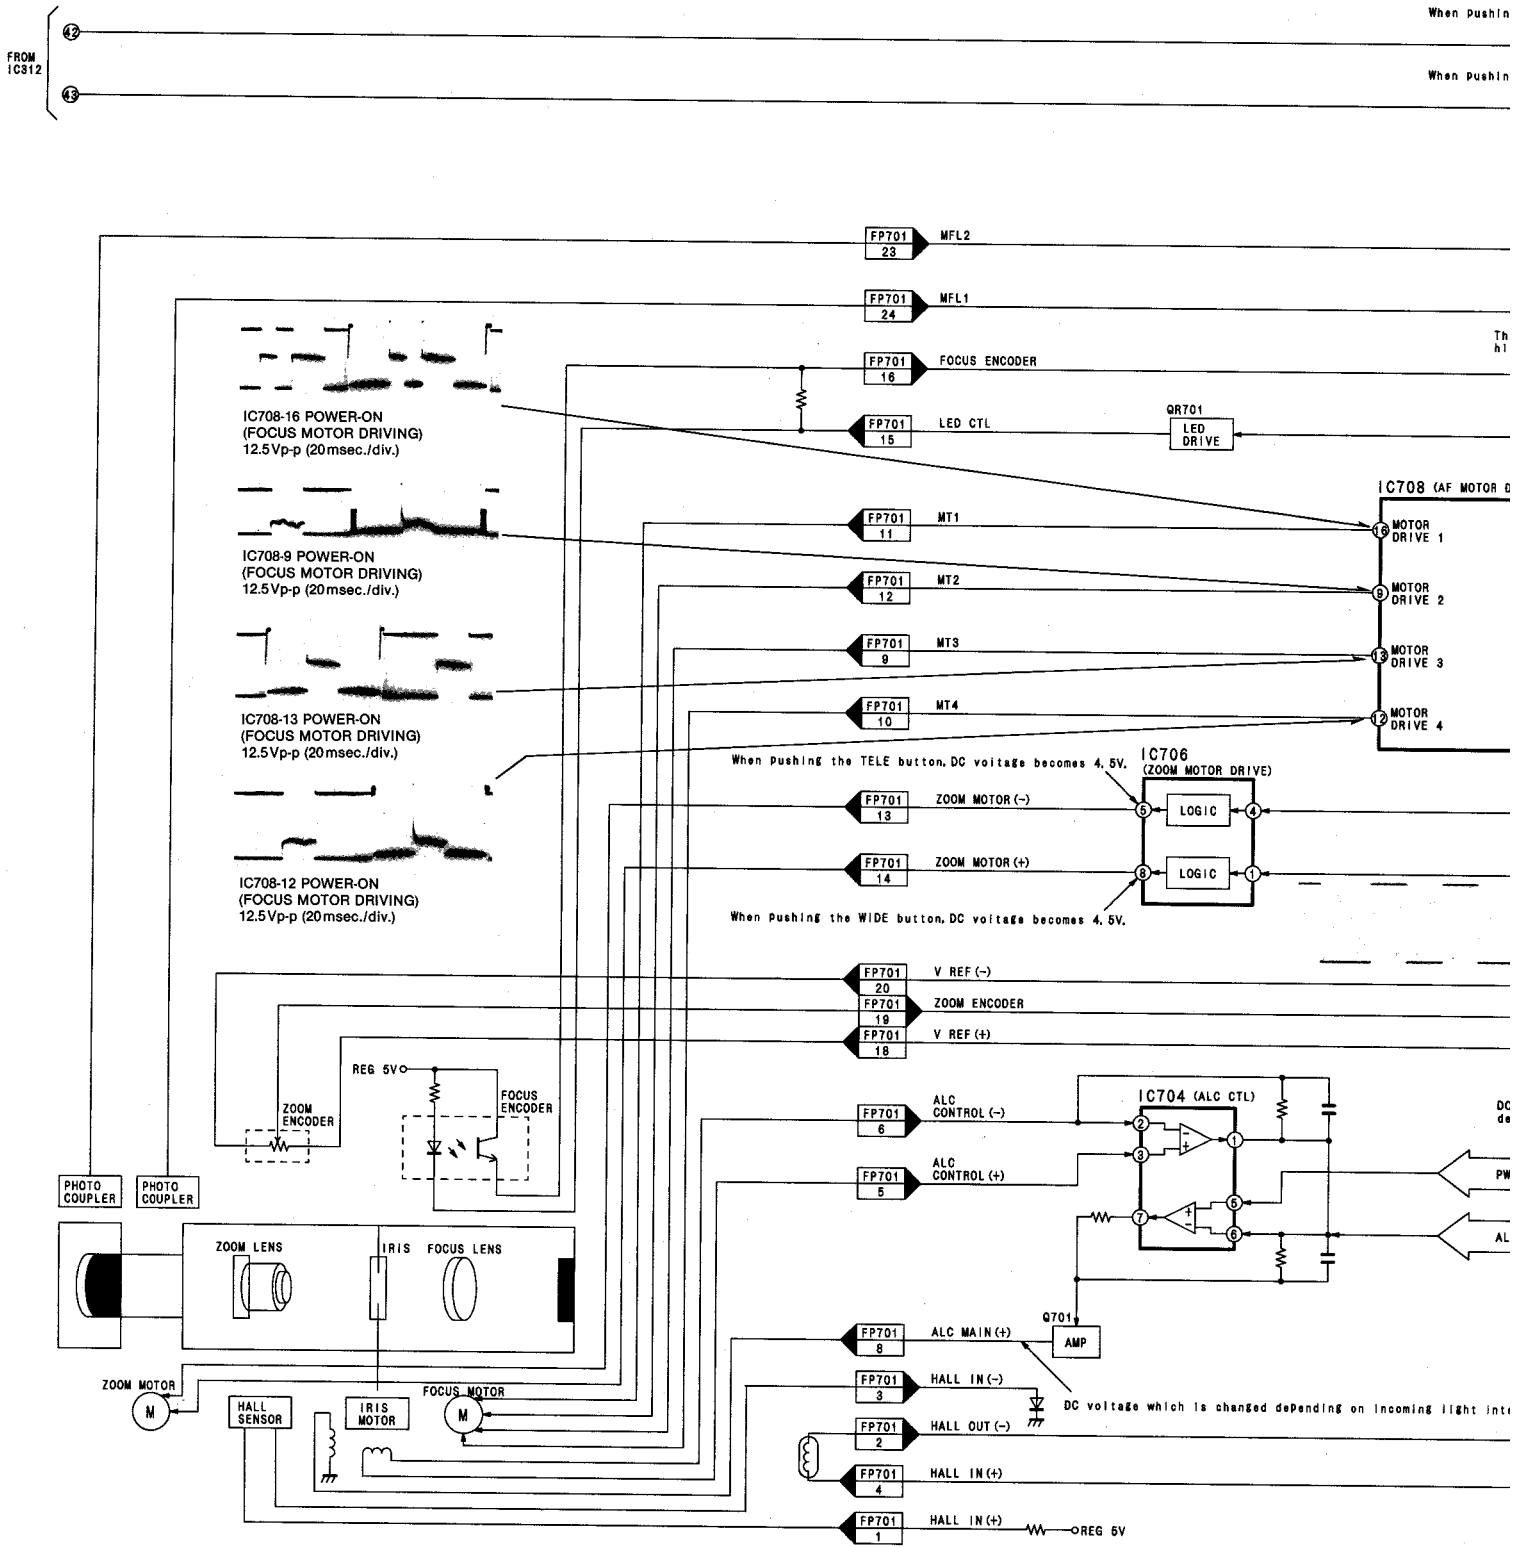 When Pushin
42
FROM
IC312
When Pushin
43
FP701
23
MFL2
FP701
24
MFL1
Th
hi
FP701
16
FOCUS ENCODER
IC708-16 POWER-ON
(FOCUS MOTOR DRIVING)
12.5Vp-p (20msec./div.)
FP701
15
LED CTL
QR701
LED
DRIVE
IC708 (AF MOTOR D
FP701
11
MT1
16
MOTOR
DRIVE 1
IC708-9 POWER-ON
(FOCUS MOTOR DRIVING)
12.5Vp-p (20msec./div.)
FP701
12
MT2
9
MOTOR
DRIVE 2
FP701
9
MT3
13
MOTOR
DRIVE 3
IC708-13 POWER-ON
(FOCUS MOTOR DRIVING)
12.5Vp-p (20msec./div.)
FP701
10
MT4
12
MOTOR
DRIVE 4
When Pushing the TELE button, DC voltage becomes 4.5V.
IC706
(ZOOM MOTOR DRIVE)
FP701
13
ZOOM MOTOR (-)
5
LOGIC
4
FP701
14
ZOOM MOTOR (+)
8
LOGIC
1
IC708-12 POWER-ON
(FOCUS MOTOR DRIVING)
12.5Vp-p (20msec./div.)
When Pushing the WIDE button, DC voltage becomes 4.5V.
FP701
20
V REF (-)
FP701
19
ZOOM ENCODER
FP701
18
V REF (+)
REG 5V
ZOOM
ENCODER
FOCUS
ENCODER
FP701
6
ALC
CONTROL (-)
IC704 (ALC CTL)
2
3
1
DC
de
FP701
5
ALC
CONTROL (+)
PW
5
7
6
AL
PHOTO
COUPLER
PHOTO
COUPLER
ZOOM LENS
IRIS
FOCUS LENS
FP701
8
ALC MAIN (+)
Q701
AMP
ZOOM MOTOR
M
HALL
SENSOR
IRIS
MOTOR
FOCUS MOTOR
M
FP701
3
HALL IN (-)
DC voltage which is changed depending on incoming light inte
FP701
2
HALL OUT (-)
FP701
4
HALL IN (+)
FP701
1
HALL IN (+)
REG 5V